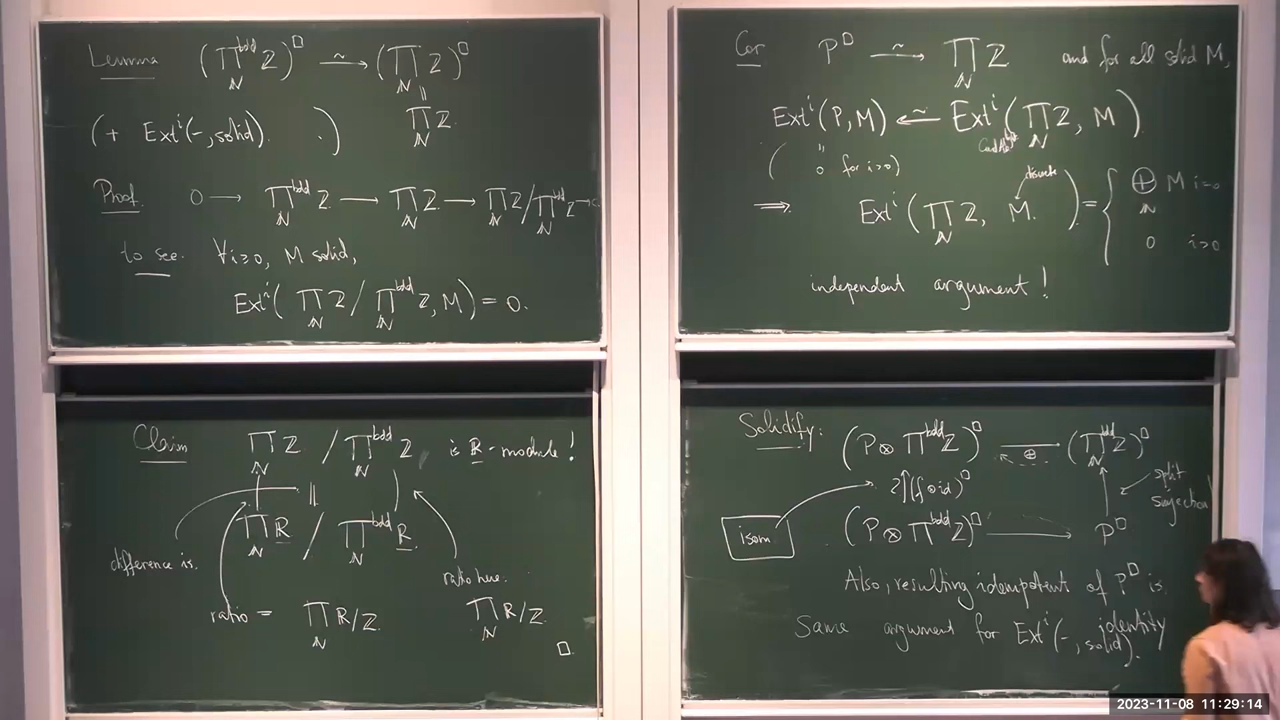 Lemma (∏^bdd_ℕ ℤ)^□ ⥲ (∏_ℕ ℤ)^□
= ∏_ℕ ℤ
(+ Ext^i(-, solid). )
Proof. 0 → ∏^bdd_ℕ ℤ → ∏_ℕ ℤ → ∏_ℕ ℤ / ∏^bdd_ℕ ℤ → 0
to see. ∀ i≥0, M solid,
Ext^i( ∏_ℕ ℤ / ∏^bdd_ℕ ℤ, M) = 0.
Claim ∏_ℕ ℤ / ∏^bdd_ℕ ℤ is ℝ-module!
=
∏_ℕ ℝ / ∏^bdd_ℕ ℝ.
difference is.
ratio here.
ratio = ∏_ℕ ℝ/ℤ ∏_ℕ ℝ/ℤ.
□
Cor P^□ ⥲ ∏_ℕ ℤ and for all solid M,
Ext^i(P, M) ⥳ Ext^i_CondAb(∏_ℕ ℤ, M)
( = 0 for i>0)
discrete
⇒ Ext^i(∏_ℕ ℤ, M) = { ⊕_ℕ M i=0
0 i>0
independent argument!
Solidify: (P⊗∏^bdd ℤ)^□ → (∏^bdd_ℕ ℤ)^□
⊕
≀↑(f⊗id)^□
split
injection
isom (P⊗∏^bdd ℤ)^□ → P^□
Also, resulting idempotent of P^□ is
identity
Same argument for Ext^i(-, solid).
2023-11-08 11:29:14